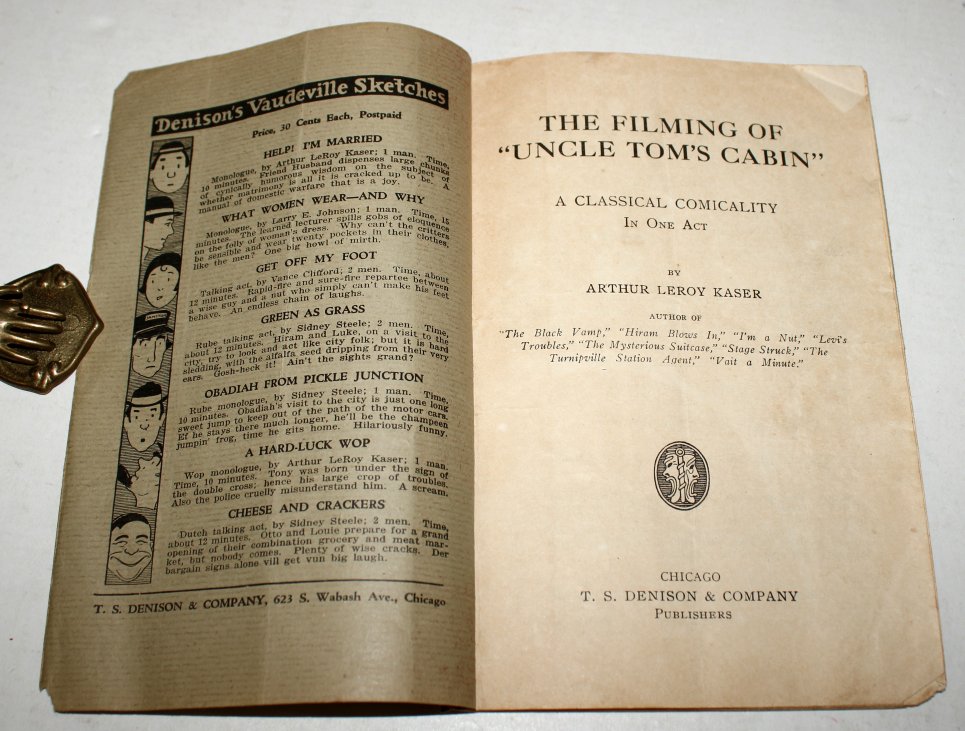 Denison's Vaudeville Sketches
Price, 30 Cents Each, Postpaid
HELP! I'M MARRIED
Monologue, by Arthur LeRoy Kaser; 1 man. Time,
10 minutes. Friend Husband dispenses large chunks
of cynically humorous wisdom on the subject of
whether matrimony is all it is cracked up to be. A
manual of domestic warfare that is a joy.
WHAT WOMEN WEAR—AND WHY
Monologue, by Larry E. Johnson; 1 man. Time, 15
minutes. The learned lecturer spills gobs of eloquence
on the folly of woman's dress. Why can't the critters
be sensible and wear twenty pockets in their clothes,
like the men? One big howl of mirth.
GET OFF MY FOOT
Talking act, by Vance Clifford; 2 men. Time, about
12 minutes. Rapid-fire and sure-fire repartee between
a wise guy and a nut who simply can't make his feet
behave. An endless chain of laughs.
GREEN AS GRASS
Rube talking act, by Sidney Steele; 2 men. Time,
about 12 minutes. Hiram and Luke, on a visit to the
city, try to look and act like city folk; but it is hard
sledding, with the alfalfa seed dripping from their very
ears. Gosh-heck it! Ain't the sights grand?
OBADIAH FROM PICKLE JUNCTION
Rube monologue, by Sidney Steele; 1 man. Time,
10 minutes. Obadiah's visit to the city is just one long
sweet jump to keep out of the path of the motor cars.
Ef he stays there much longer, he'll be the champeen
jumpin' frog, time he gits home. Hilariously funny.
A HARD-LUCK WOP
Wop monologue, by Arthur LeRoy Kaser; 1 man.
Time, 10 minutes. Tony was born under the sign of
the double cross; hence his large crop of troubles.
Also the police cruelly misunderstand him. A scream.
CHEESE AND CRACKERS
Dutch talking act, by Sidney Steele; 2 men. Time,
about 12 minutes. Otto and Louie prepare for a grand
opening of their combination grocery and meat mar-
ket, but nobody comes. Plenty of wise cracks. Der
bargain signs alone vill get vun big laugh.
T. S. DENISON & COMPANY, 623 S. Wabash Ave., Chicago
THE FILMING OF
"UNCLE TOM'S CABIN"
A CLASSICAL COMICALITY
IN ONE ACT
BY
ARTHUR LEROY KASER
AUTHOR OF
"The Black Vamp," "Hiram Blows In," "I'm a Nut," "Levi's
Troubles," "The Mysterious Suitcase," "Stage Struck," "The
Turnipville Station Agent," "Vait a Minute."
CHICAGO
T. S. DENISON & COMPANY
PUBLISHERS